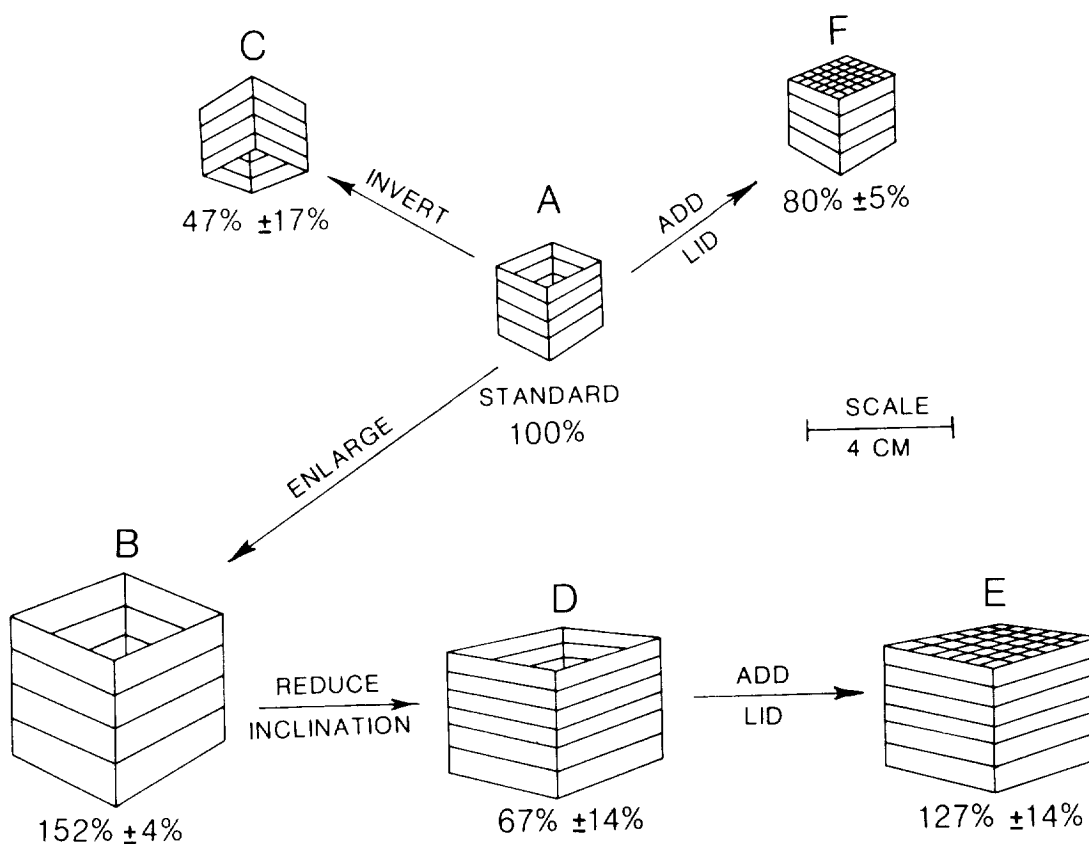 C
F
INVERT
47% ±17%
A
ADD
LID
80% ±5%
STANDARD
100%
SCALE
4 CM
ENLARGE
B
REDUCE
INCLINATION
D
ADD
LID
E
152% ±4%
67% ±14%
127% ±14%